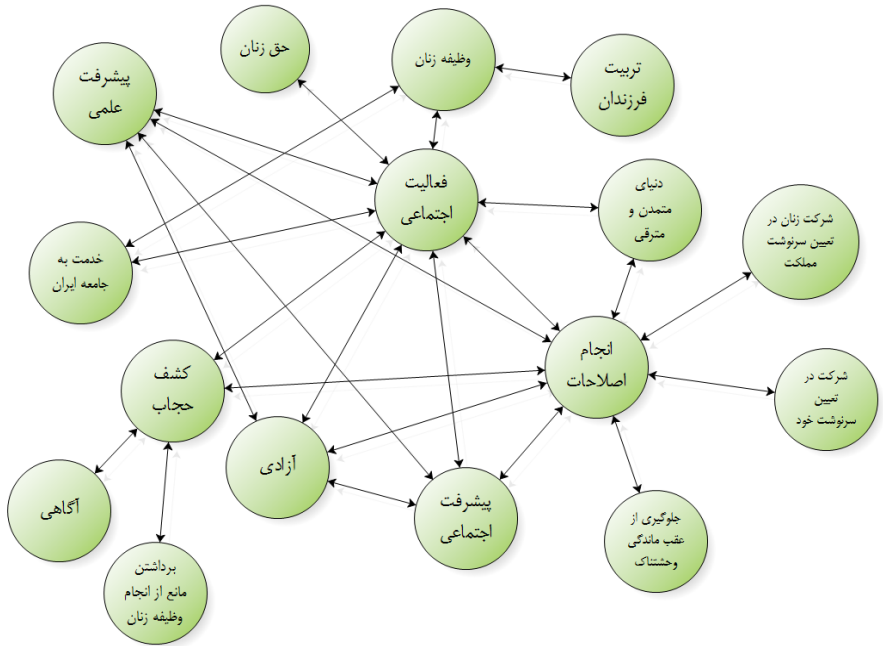 حق زنان
وظیفه زنان
تربیت
فرزندان
پیشرفت
علمی
فعالیت
اجتماعی
دنیای
متمدن و
مترقی
شرکت زنان در
تعیین سرنوشت
مملکت
خدمت به
جامعه ایران
انجام
اصلاحات
کشف
حجاب
شرکت در
تعیین
سرنوشت خود
آزادی
آگاهی
پیشرفت
اجتماعی
جلوگیری از
عقب ماندگی
وحشتناک
برداشتن
مانع از انجام
وظیفه زنان